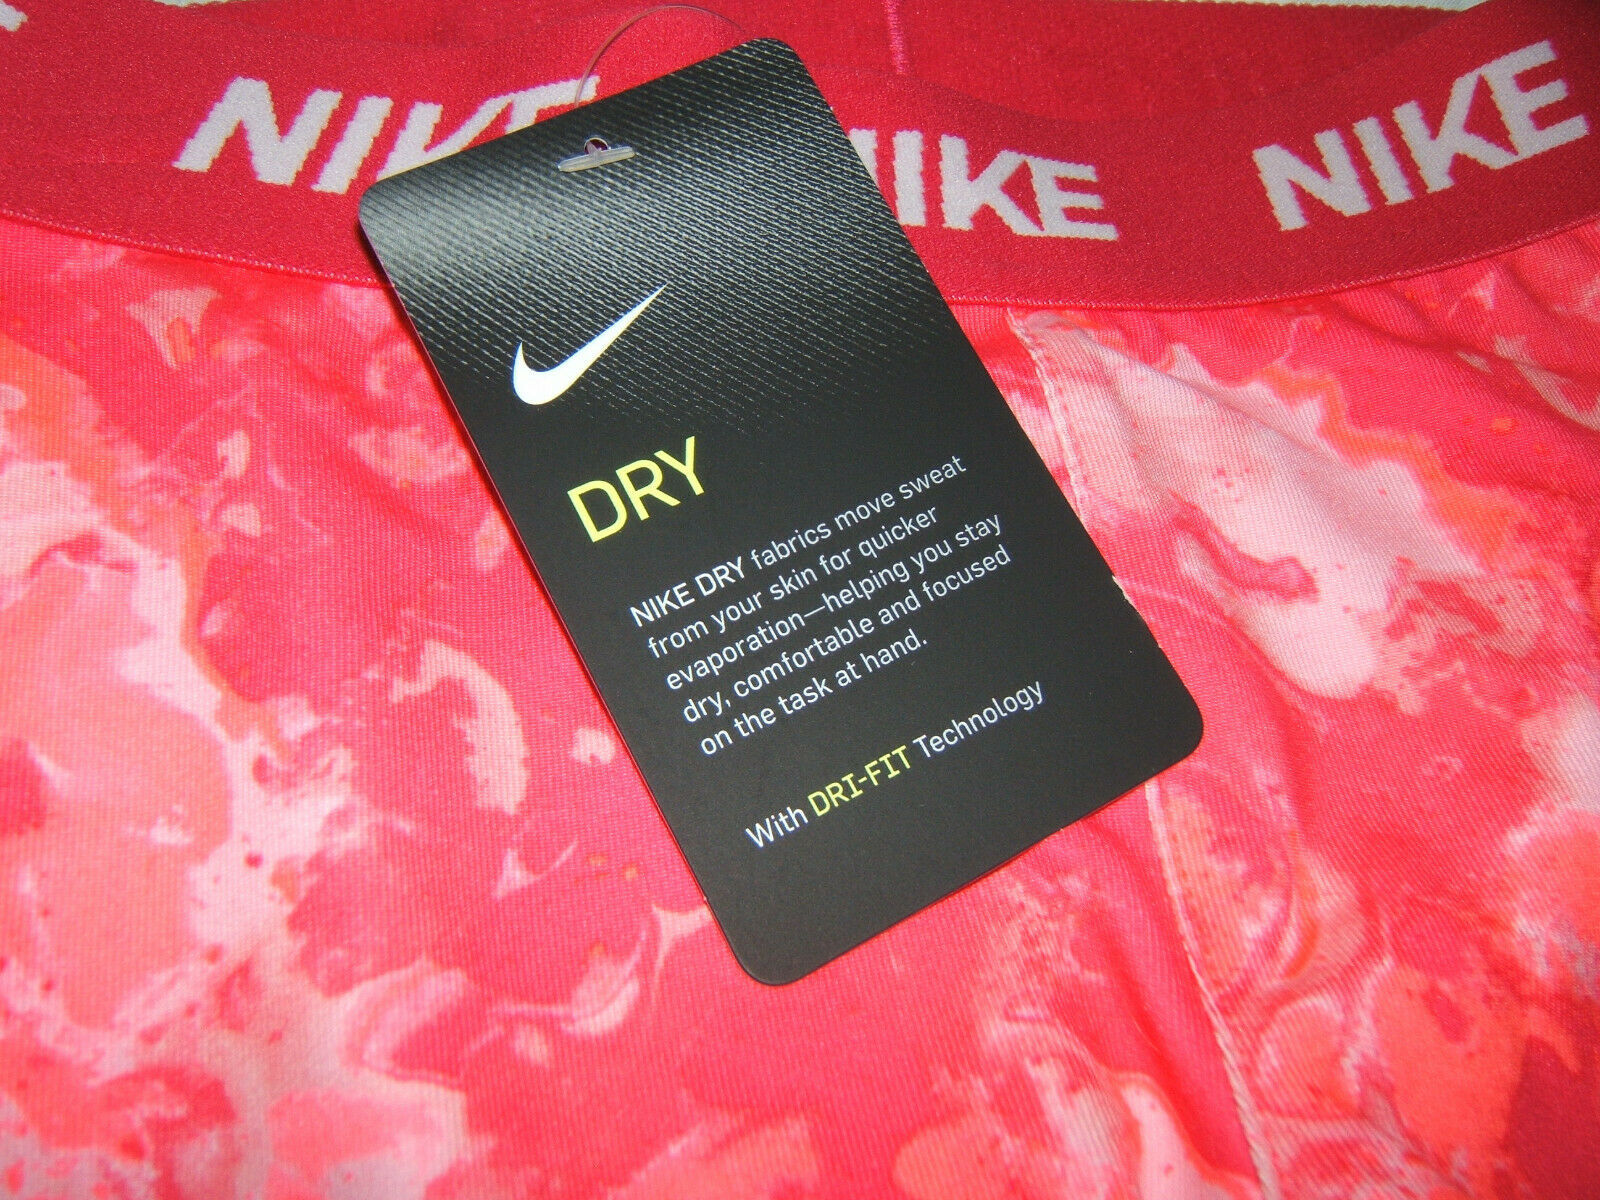 NIKE NIKE NIKE
DRY
NIKE DRY fabrics move sweat
from your skin for quicker
evaporation—helping you stay
dry, comfortable and focused
on the task at hand.
With DRI-FIT Technology